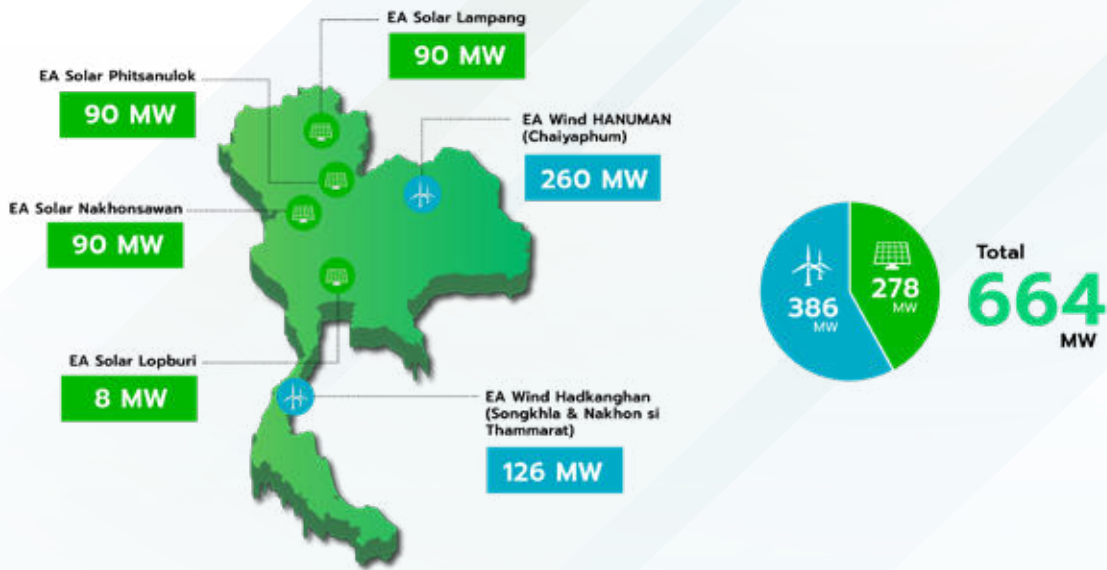 EA Solar Lampang
90 MW
EA Solar Phitsanulok
90 MW
EA Wind HANUMAN
(Chaiyaphum)
260 MW
EA Solar Nakhonsawan
90 MW
EA Solar Lopburi
8 MW
EA Wind Hadkanghan
(Songkhla & Nakhon si
Thammarat)
126 MW
386
MW
278
MW
Total
664
MW